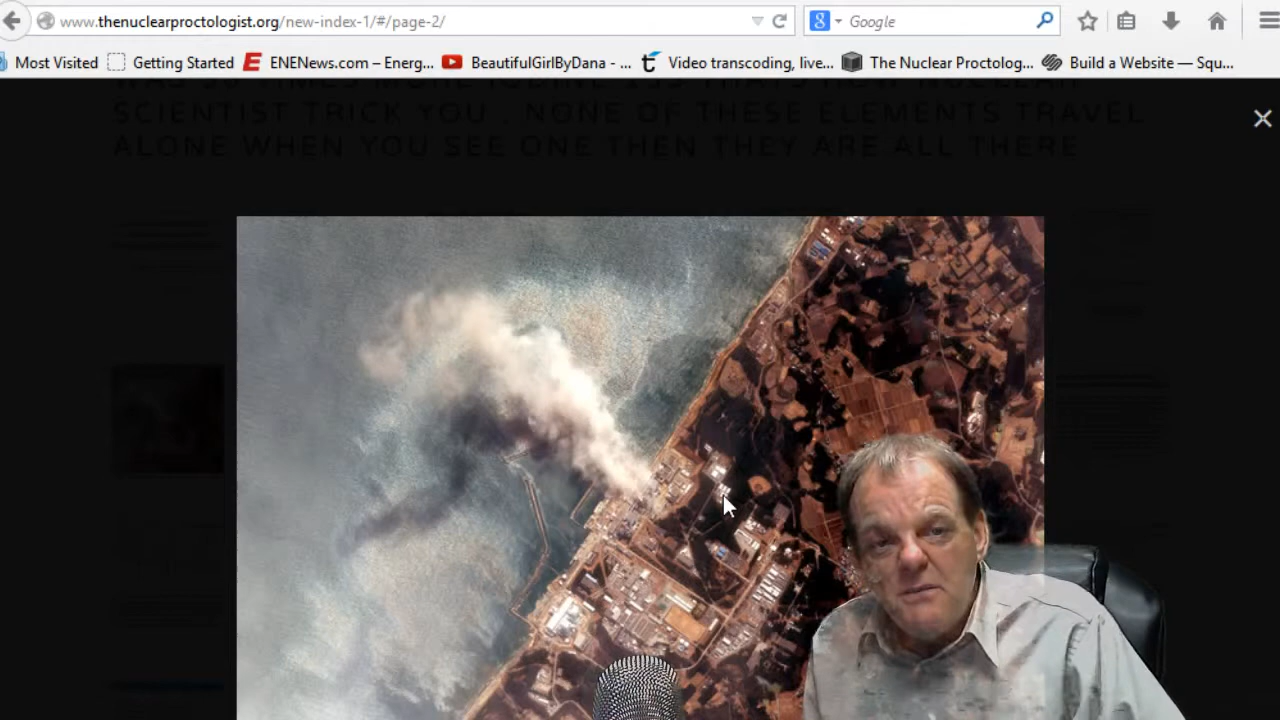 www.thenuclearproctologist.org/new-index-1/#/page-2/
Google
Most Visited Getting Started ENENews.com – Energ... BeautifulGirlByDana - ... Video transcoding, live... The Nuclear Proctolog... Build a Website — Squ...
SCIENTIST TRICK YOU . NONE OF THESE ELEMENTS TRAVEL
ALONE WHEN YOU SEE ONE THEN THEY ARE ALL THERE